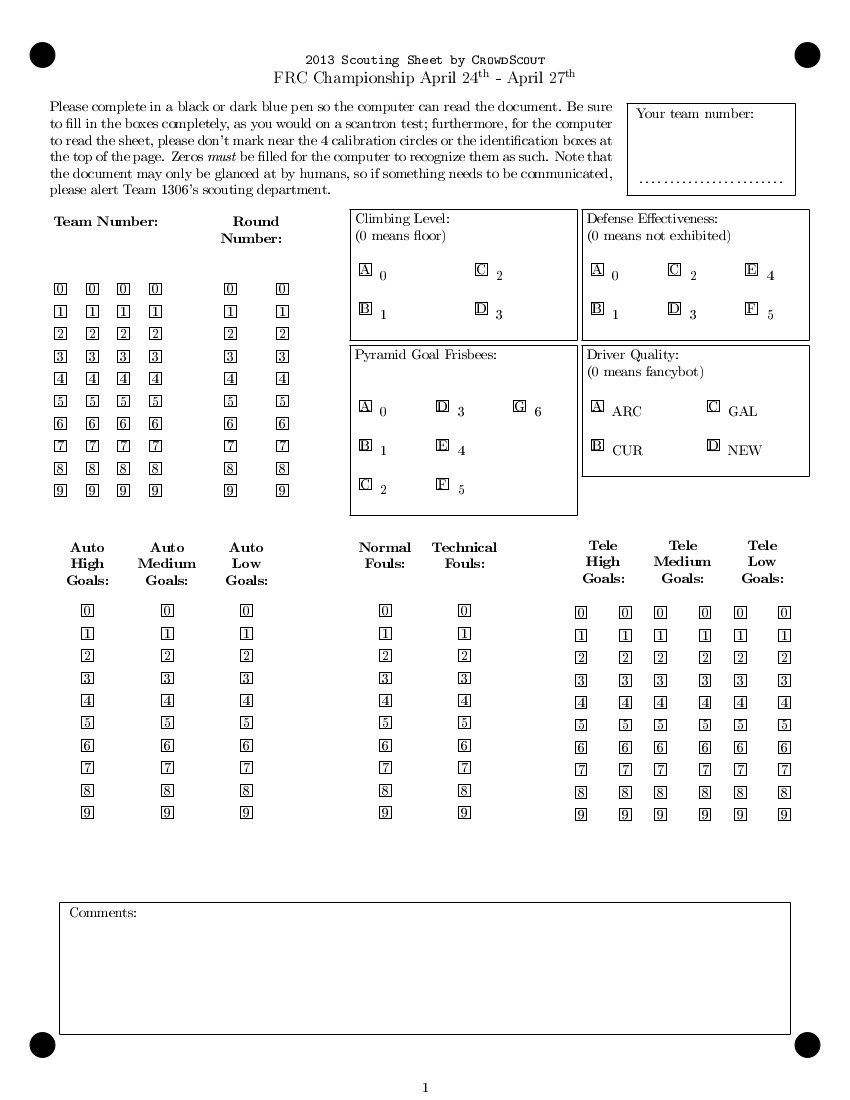 2013 Scouting Sheet by CrowdScout
FRC Championship April 24th - April 27th
Please complete in a black or dark blue pen so the computer can read the document. Be sure
to fill in the boxes completely, as you would on a scantron test; furthermore, for the computer
to read the sheet, please don't mark near the 4 calibration circles or the identification boxes at
the top of the page. Zeros must be filled for the computer to recognize them as such. Note that
the document may only be glanced at by humans, so if something needs to be communicated,
please alert Team 1306's scouting department.
Your team number:
........................
Team Number:
0 0 0 0
1 1 1 1
2 2 2 2
3 3 3 3
4 4 4 4
5 5 5 5
6 6 6 6
7 7 7 7
8 8 8 8
9 9 9 9
Round
Number:
0 0
1 1
2 2
3 3
4 4
5 5
6 6
7 7
8 8
9 9
Climbing Level:
(0 means floor)
A 0 C 2
B 1 D 3
Defense Effectiveness:
(0 means not exhibited)
A 0 C 2 E 4
B 1 D 3 F 5
Pyramid Goal Frisbees:
A 0 D 3 G 6
B 1 E 4
C 2 F 5
Driver Quality:
(0 means fancybot)
A ARC C GAL
B CUR D NEW
Auto
High
Goals:
0
1
2
3
4
5
6
7
8
9
Auto
Medium
Goals:
0
1
2
3
4
5
6
7
8
9
Auto
Low
Goals:
0
1
2
3
4
5
6
7
8
9
Normal
Fouls:
0
1
2
3
4
5
6
7
8
9
Technical
Fouls:
0
1
2
3
4
5
6
7
8
9
Tele
High
Goals:
0 0
1 1
2 2
3 3
4 4
5 5
6 6
7 7
8 8
9 9
Tele
Medium
Goals:
0 0
1 1
2 2
3 3
4 4
5 5
6 6
7 7
8 8
9 9
Tele
Low
Goals:
0 0
1 1
2 2
3 3
4 4
5 5
6 6
7 7
8 8
9 9
Comments:
1